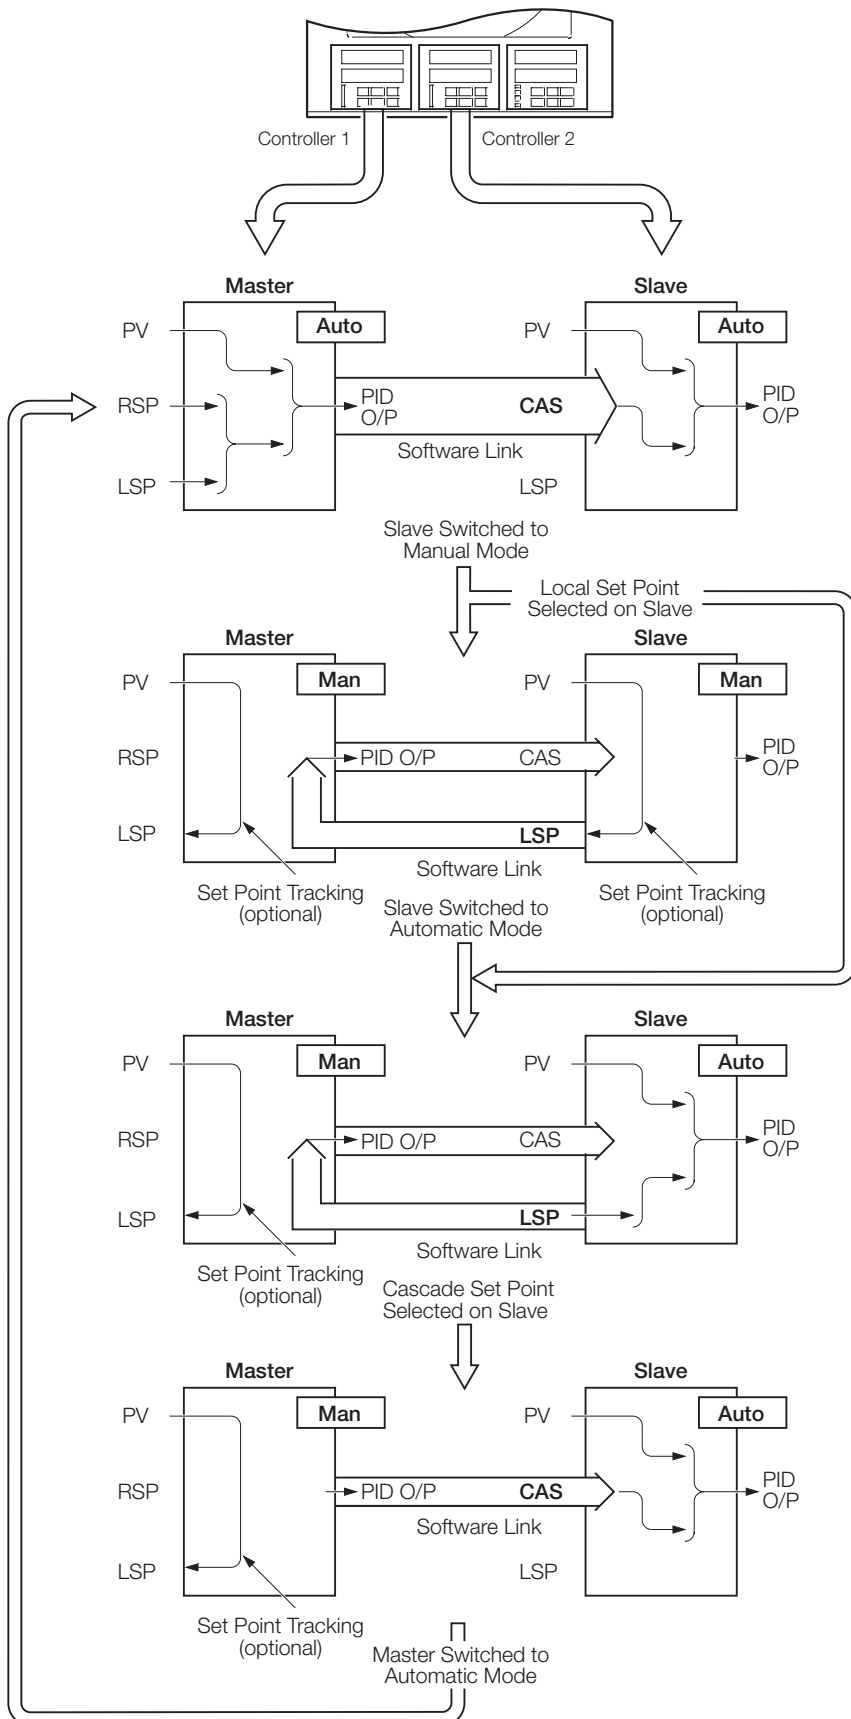 Controller 1
Controller 2
Master
Slave
Auto
Auto
PV
PV
RSP
PID
O/P
CAS
PID
O/P
Software Link
LSP
LSP
Slave Switched to
Manual Mode
Local Set Point
Selected on Slave
Master
Slave
Man
Man
PV
PV
RSP
PID O/P
CAS
PID
O/P
LSP
LSP
Software Link
Set Point Tracking
(optional)
Set Point Tracking
(optional)
Slave Switched to
Automatic Mode
Master
Slave
Man
Auto
PV
PV
RSP
PID O/P
CAS
PID
O/P
LSP
LSP
Software Link
Set Point Tracking
(optional)
Cascade Set Point
Selected on Slave
Master
Slave
Man
Auto
PV
PV
RSP
PID O/P
CAS
PID
O/P
Software Link
LSP
LSP
Set Point Tracking
(optional)
Master Switched to
Automatic Mode